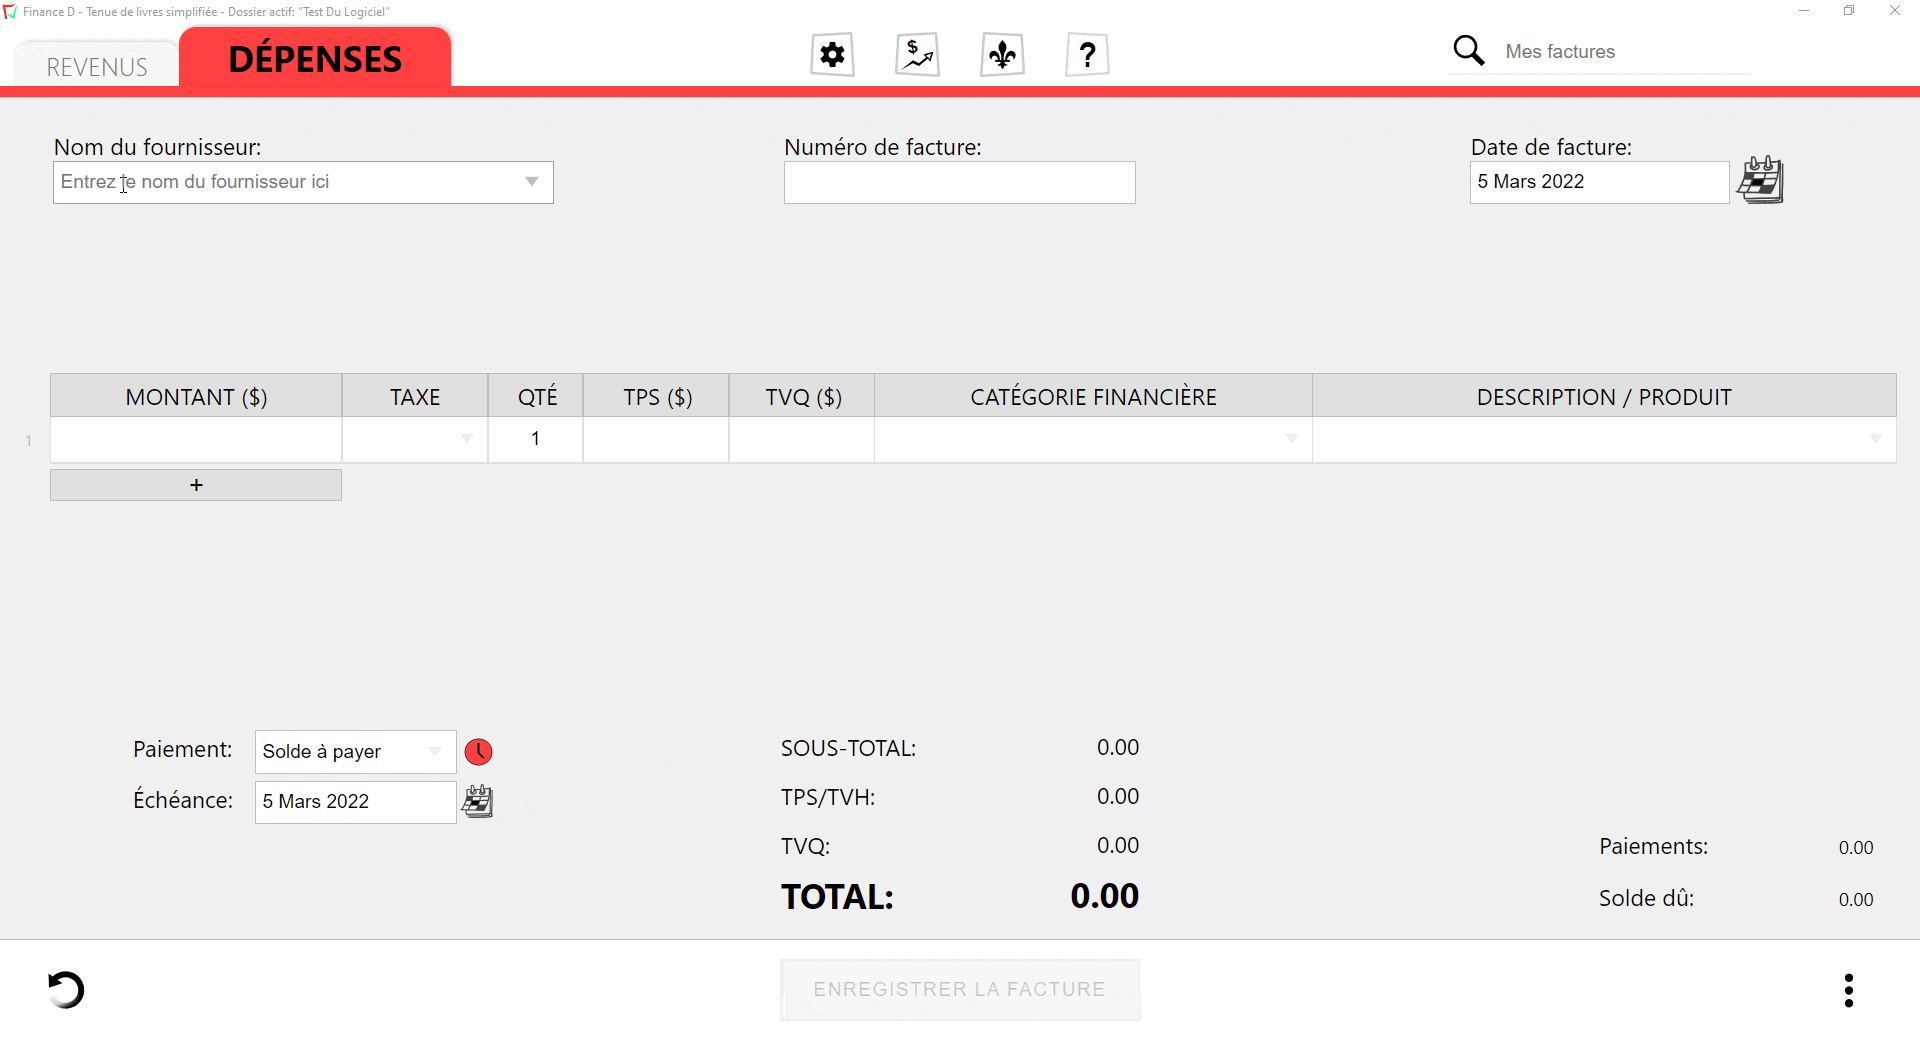 Finance D - Tenue de livres simplifiée - Dossier actif: "Test Du Logiciel"
REVENUS
DÉPENSES
$
?
Mes factures
Nom du fournisseur:
Numéro de facture:
Date de facture:
Entrez le nom du fournisseur ici
5 Mars 2022
MONTANT ($) TAXE QTÉ TPS ($) TVQ ($) CATÉGORIE FINANCIÈRE DESCRIPTION / PRODUIT
1 1
+
Paiement: Solde à payer
Échéance: 5 Mars 2022
SOUS-TOTAL: 0.00
TPS/TVH: 0.00
TVQ: 0.00
TOTAL: 0.00
Paiements: 0.00
Solde dû: 0.00
ENREGISTRER LA FACTURE